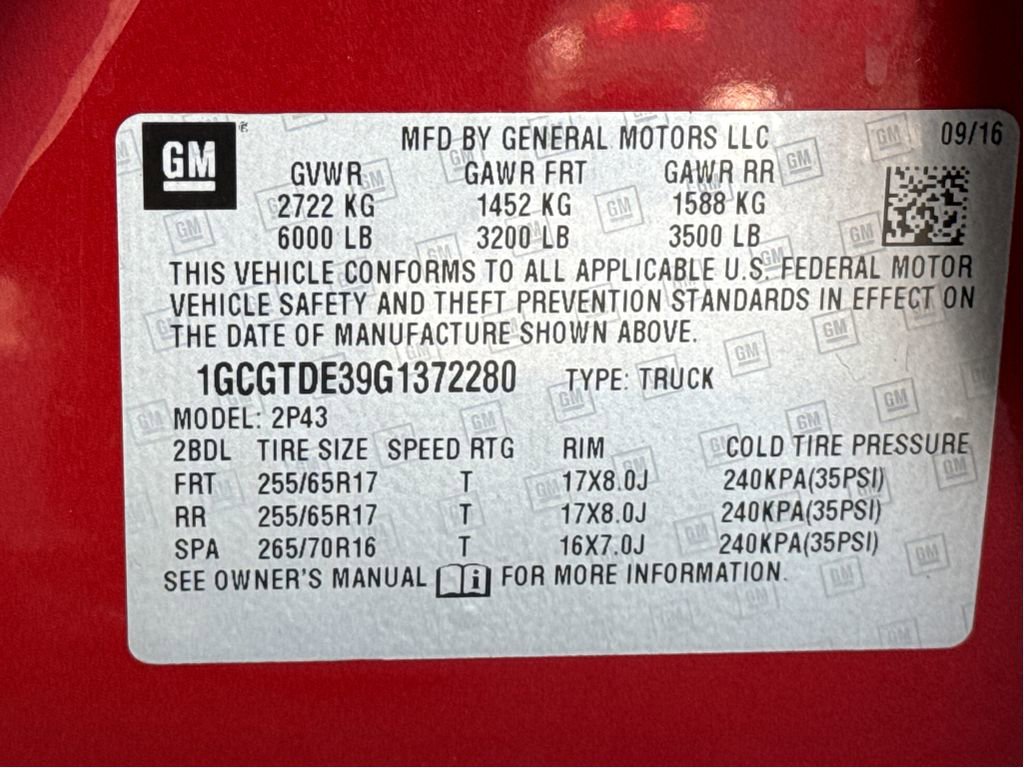 GM ® MFD BY GENERAL MOTORS LLC 09/16
GVWR GAWR FRT GAWR RR
2722 KG 1452 KG 1588 KG
6000 LB 3200 LB 3500 LB
THIS VEHICLE CONFORMS TO ALL APPLICABLE U.S. FEDERAL MOTOR
VEHICLE SAFETY AND THEFT PREVENTION STANDARDS IN EFFECT ON
THE DATE OF MANUFACTURE SHOWN ABOVE.
1GCGTDE39G1372280 TYPE: TRUCK
MODEL: 2P43
2BDL TIRE SIZE SPEED RTG RIM COLD TIRE PRESSURE
FRT 255/65R17 T 17X8.0J 240KPA(35PSI)
RR 255/65R17 T 17X8.0J 240KPA(35PSI)
SPA 265/70R16 T 16X7.0J 240KPA(35PSI)
SEE OWNER'S MANUAL i FOR MORE INFORMATION.